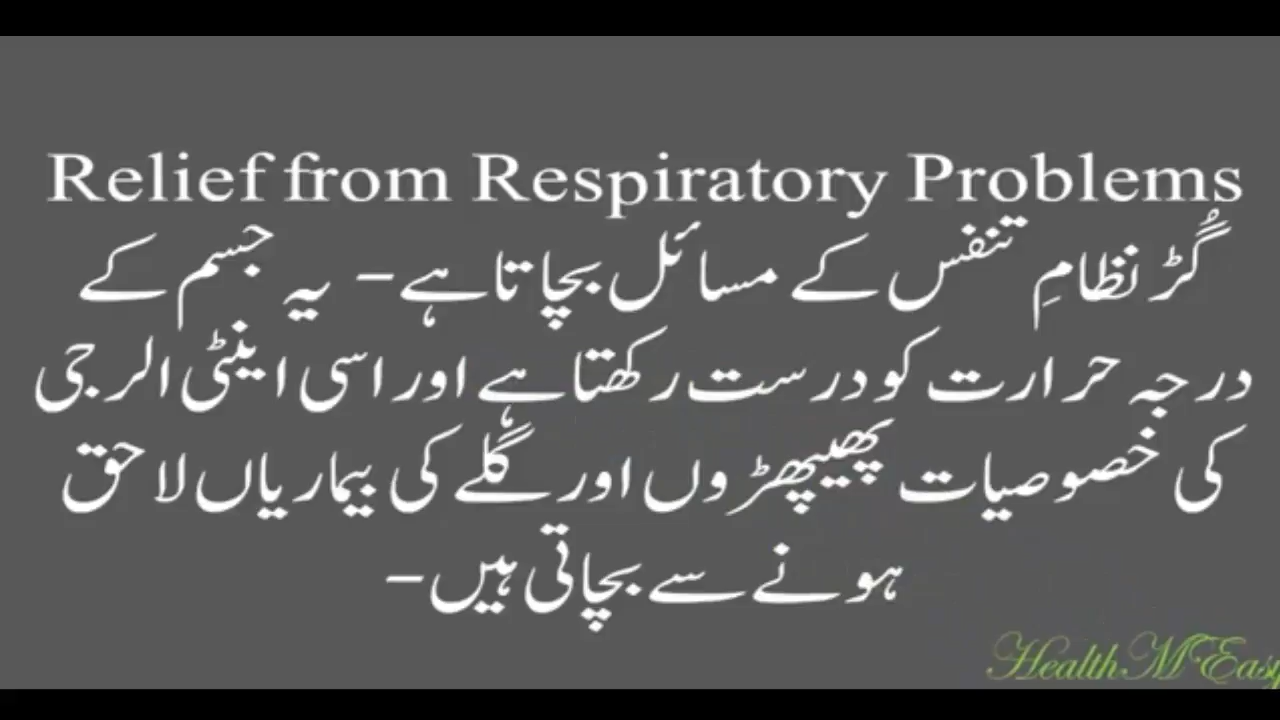 Relief from Respiratory Problems
گُڑ نظامِ تنفس کے مسائل بچاتا ہے - یہ جسم کے
درجہ حرارت کو درست رکھتا ہے اور اسی اینٹی الرجی
کی خصوصیات پھیپھڑوں اور گلے کی بیماریاں لاحق
ہونے سے بچاتی ہیں -
HealthMEasy